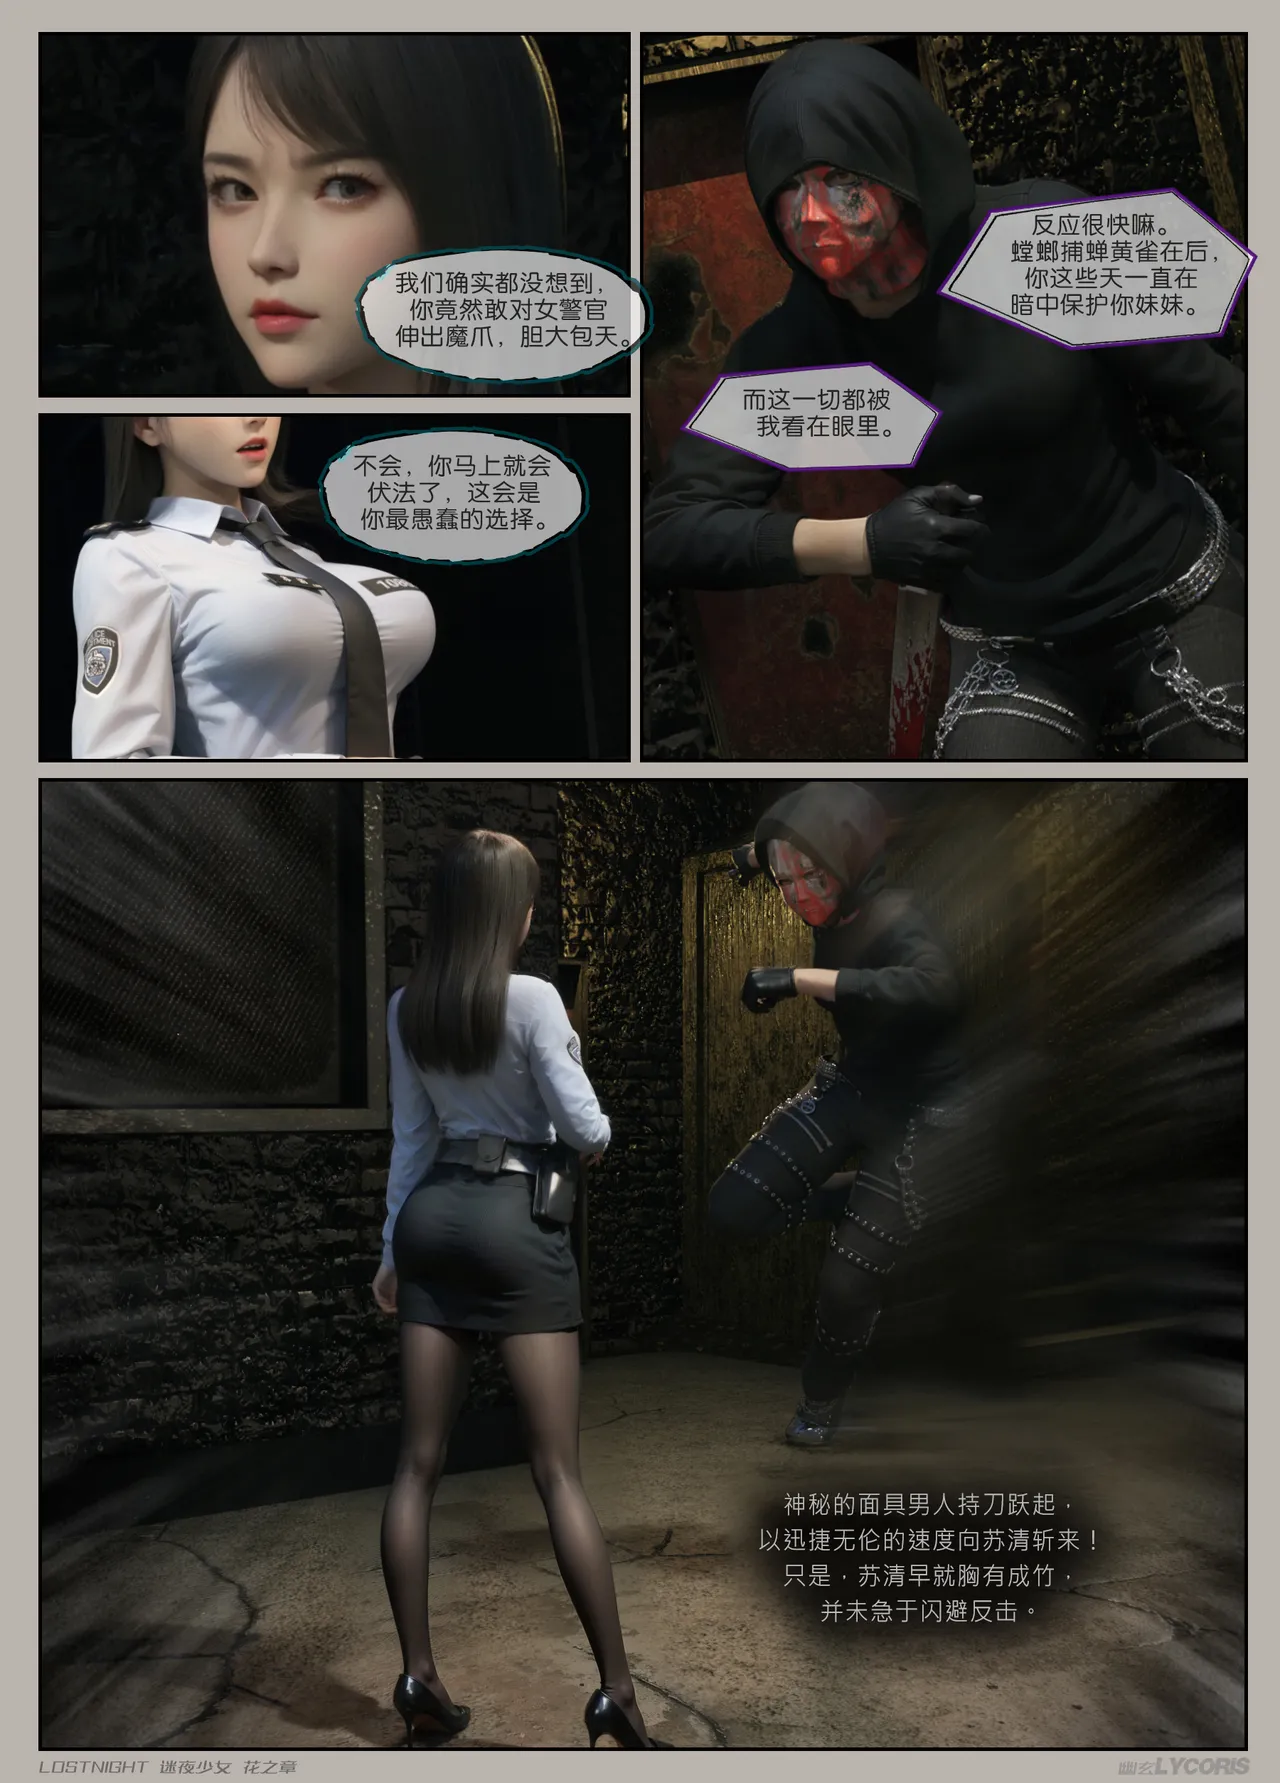 我们确实都没想到，
你竟然敢对女警官
伸出魔爪，胆大包天。
反应很快嘛。
螳螂捕蝉黄雀在后，
你这些天一直在
暗中保护你妹妹。
而这一切都被
我看在眼里。
不会，你马上就会
伏法了，这会是
你最愚蠢的选择。
神秘的面具男人持刀跃起，
以迅捷无伦的速度向苏清斩来！
只是，苏清早就胸有成竹，
并未急于闪避反击。
LOSTNIGHT 迷夜少女 花之章
幽玄LYCORIS